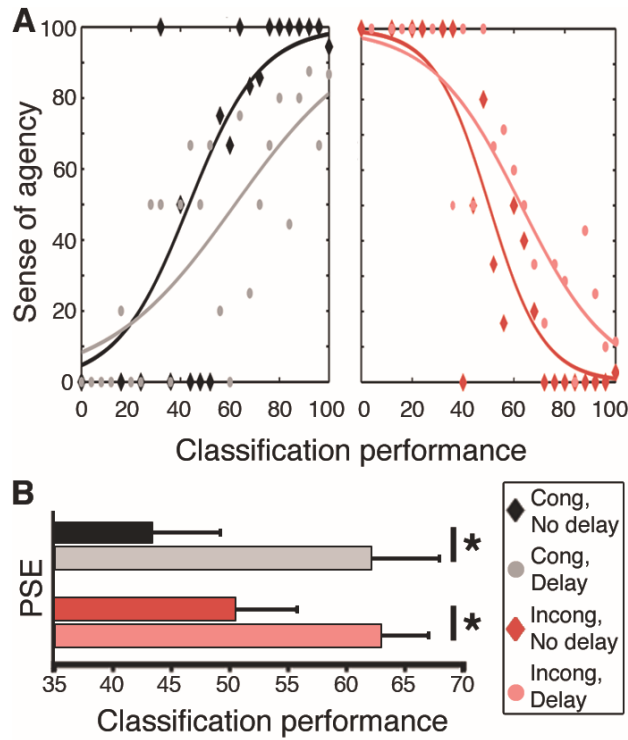 A
Sense of agency
100
80
60
40
20
0
0 20 40 60 80 100
0 20 40 60 80 100
Classification performance
B
PSE
*
*
35 40 45 50 55 60 65 70
Classification performance
Cong,
No delay
Cong,
Delay
Incong,
No delay
Incong,
Delay